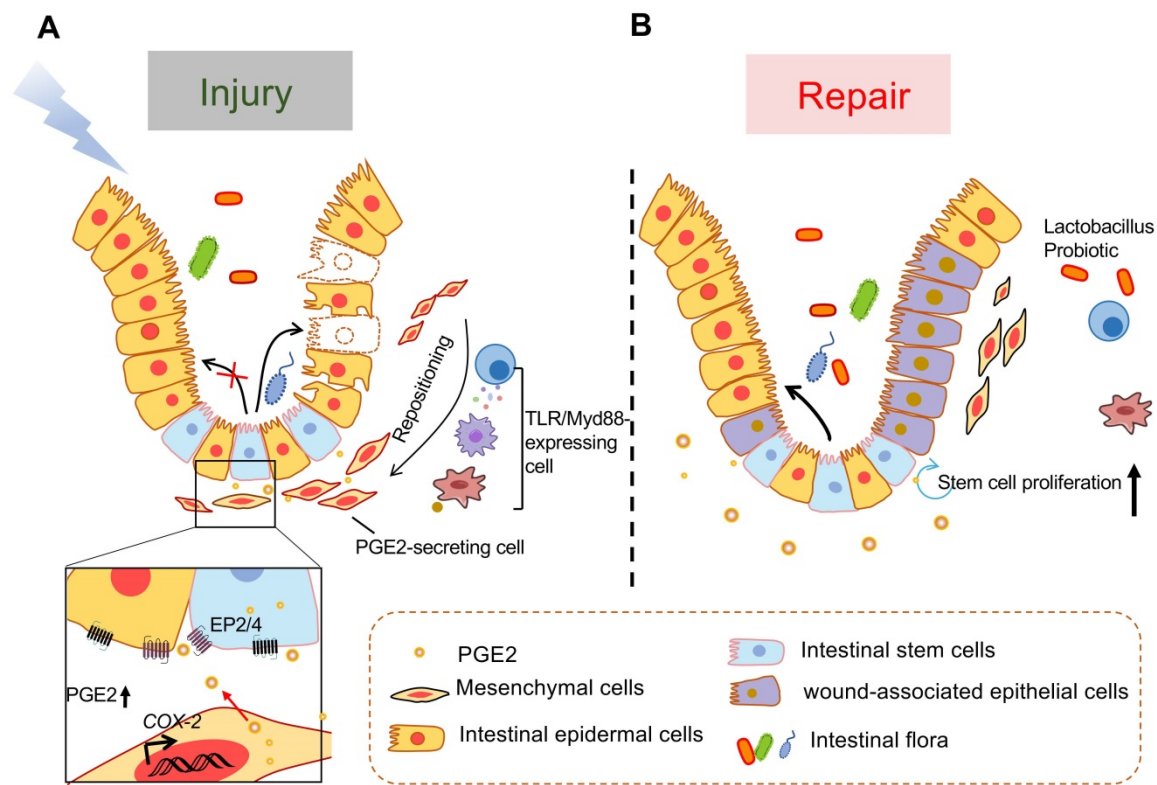 A
Injury
Repositioning
TLR/Myd88-
expressing
cell
PGE2-secreting cell
EP2/4
PGE2
COX-2
B
Repair
Lactobacillus
Probiotic
Stem cell proliferation
PGE2
Mesenchymal cells
Intestinal epidermal cells
Intestinal stem cells
wound-associated epithelial cells
Intestinal flora